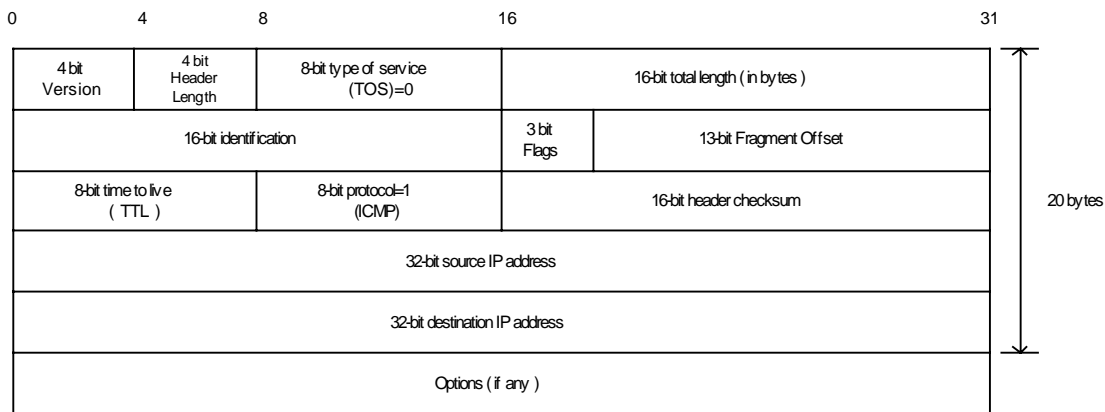 0 4 8 16 31
4 bit
Version
4 bit
Header
Length
8-bit type of service
(TOS)=0
16-bit total length ( in bytes )
16-bit identification
3 bit
Flags
13-bit Fragment Offset
8-bit time to live
( TTL )
8-bit protocol=1
(ICMP)
16-bit header checksum
20 bytes
32-bit source IP address
32-bit destination IP address
Options ( if any )